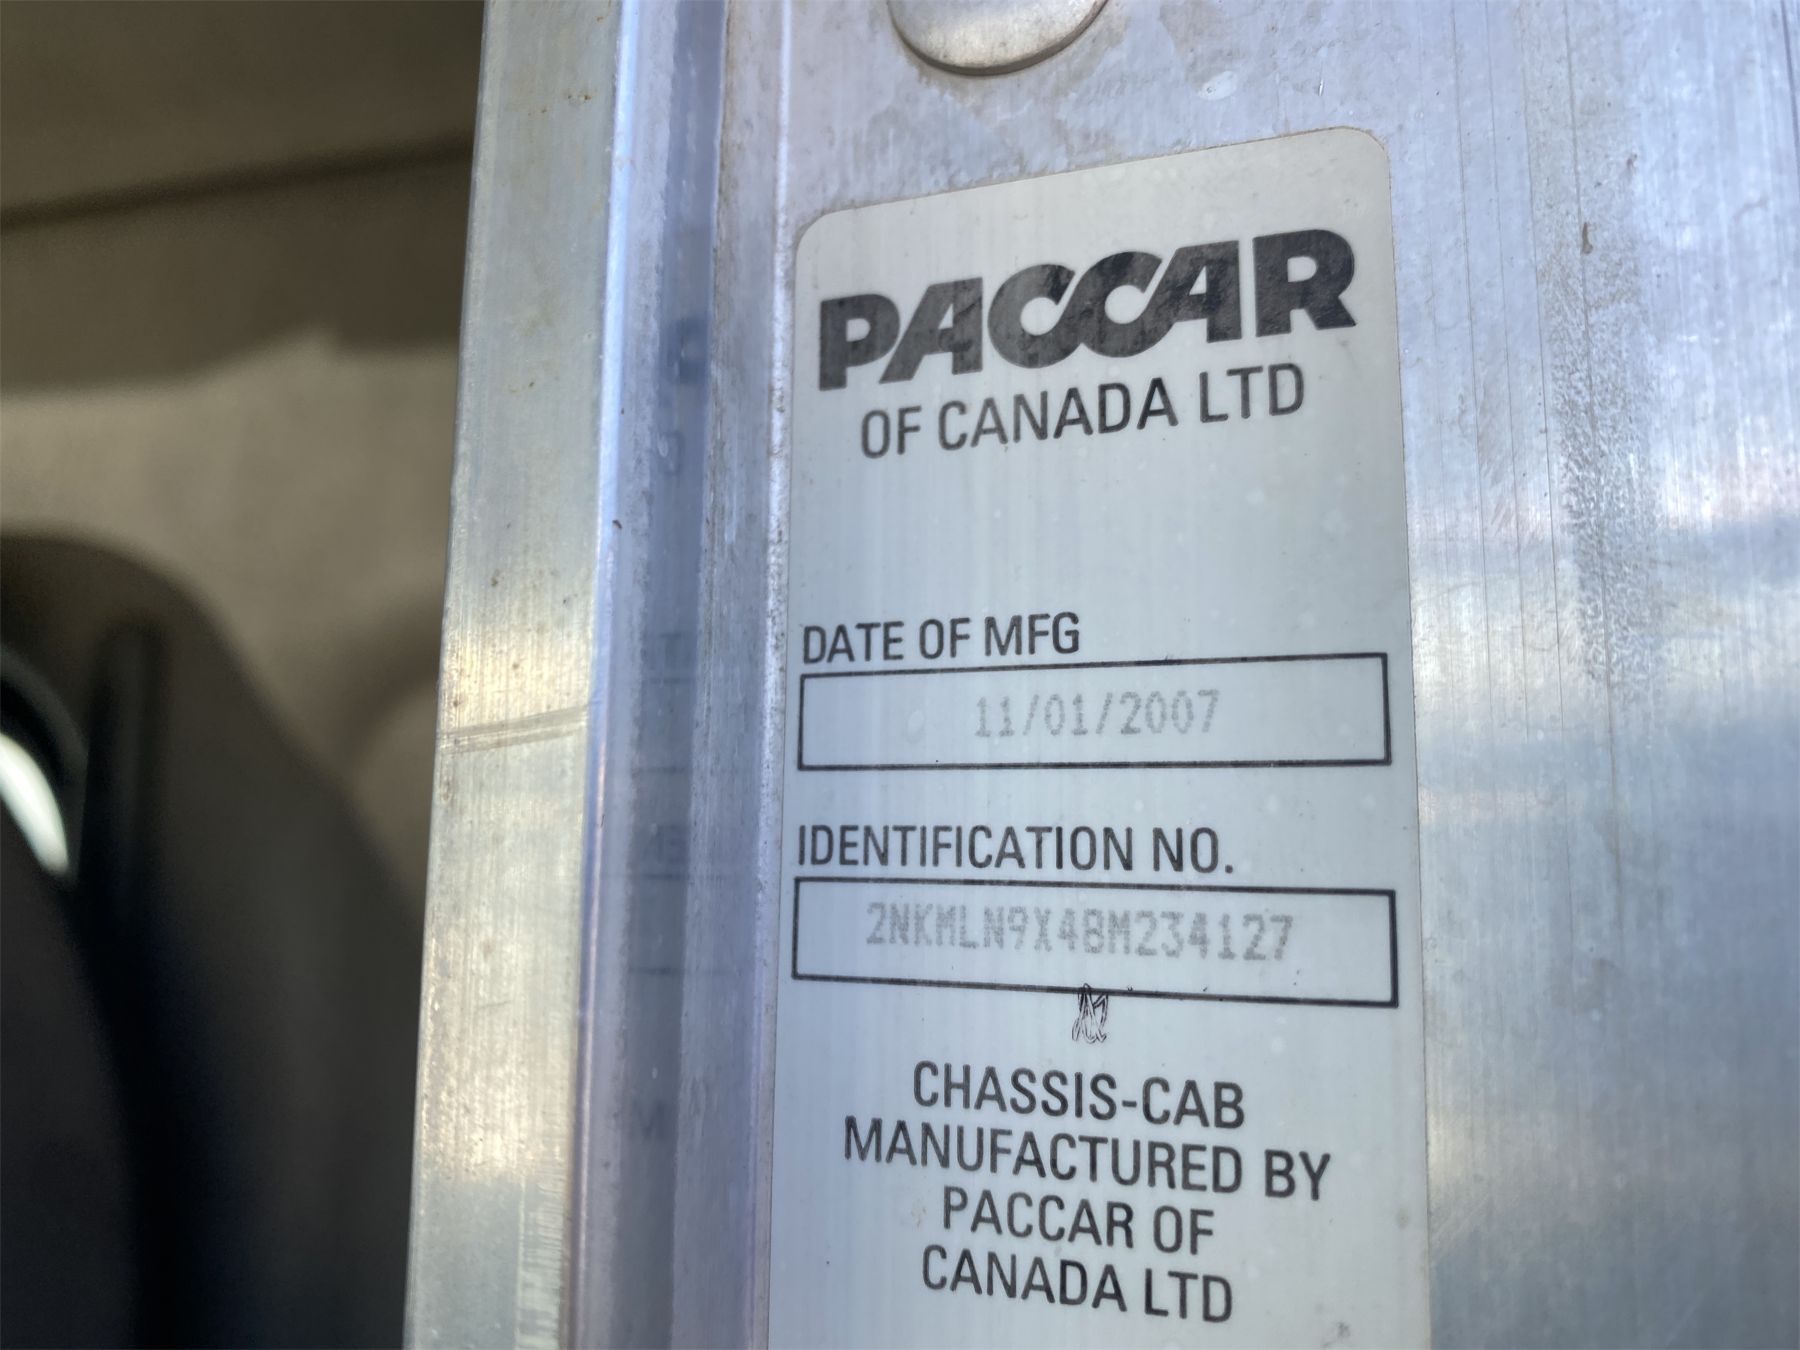 PACCAR
OF CANADA LTD
DATE OF MFG
11/01/2007
IDENTIFICATION NO.
2NKMLN9X48M234127
CHASSIS-CAB
MANUFACTURED BY
PACCAR OF
CANADA LTD